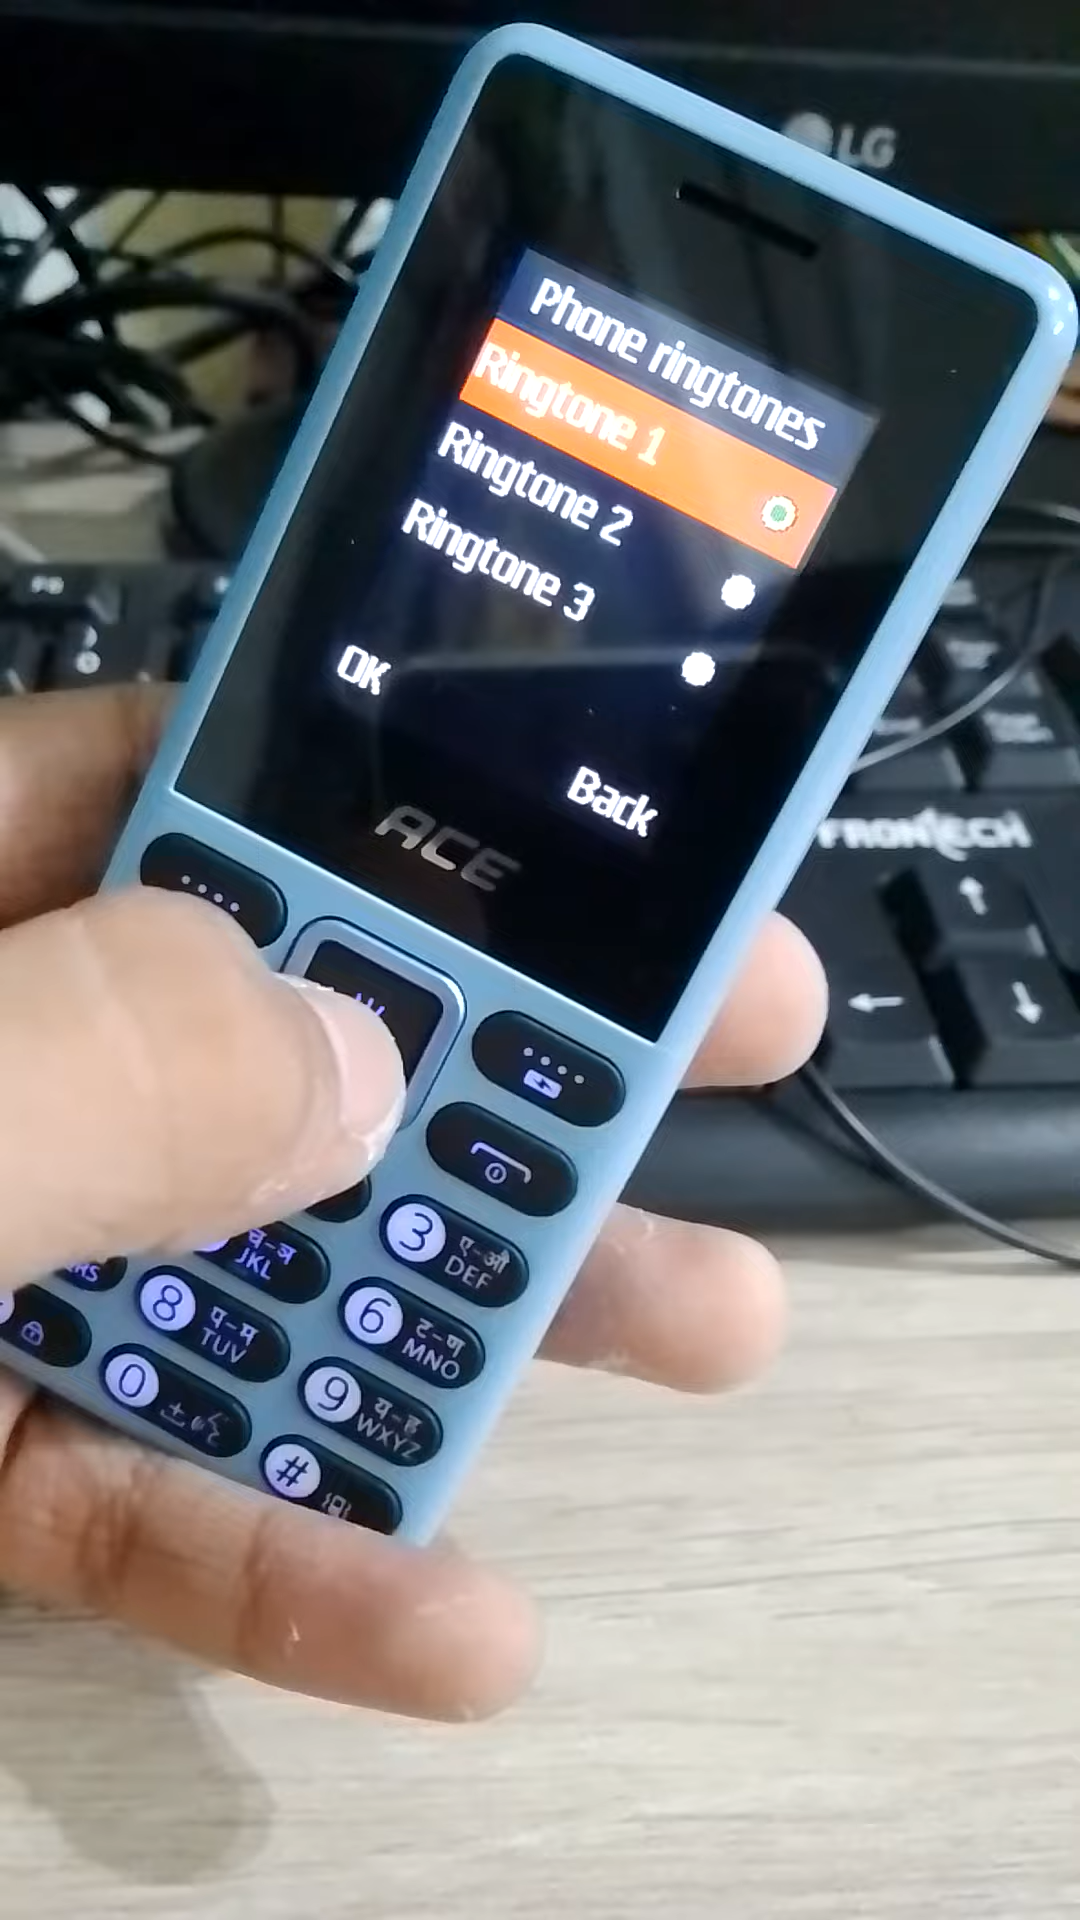 LG
Phone ringtones
Ringtone 1
Ringtone 2
Ringtone 3
OK
Back
ACE
FRONTECH
3 ए-औ DEF
च-ञ JKL
6 ट-ण MNO
8 प-म TUV
9 य-ह WXYZ
0
#